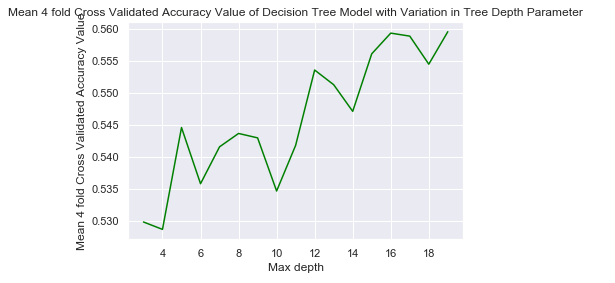 Mean 4 fold Cross Validated Accuracy Value of Decision Tree Model with Variation in Tree Depth Parameter
Mean 4 fold Cross Validated Accuracy Value
0.560
0.555
0.550
0.545
0.540
0.535
0.530
4 6 8 10 12 14 16 18
Max depth